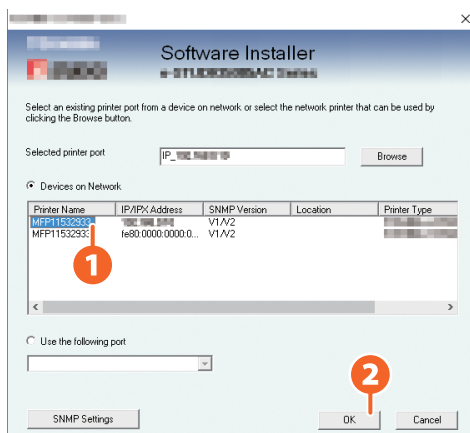 Software Installer
Select an existing printer port from a device on network or select the network printer that can be used by
clicking the Browse button.
Selected printer port IP_ Browse
Devices on Network
Printer Name IP/IPX Address SNMP Version Location Printer Type
MFP11532933 V1/V2
MFP11532933 fe80:0000:0000:0... V1/V2
1
Use the following port
2
SNMP Settings OK Cancel